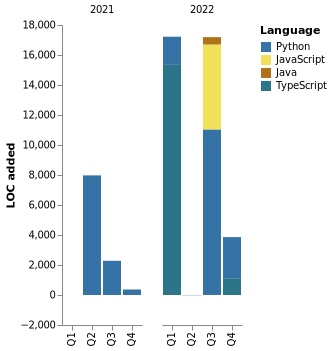 2021
2022
Language
Python
JavaScript
Java
TypeScript
LOC added
18,000
16,000
14,000
12,000
10,000
8,000
6,000
4,000
2,000
0
−2,000
Q1
Q2
Q3
Q4
Q1
Q2
Q3
Q4